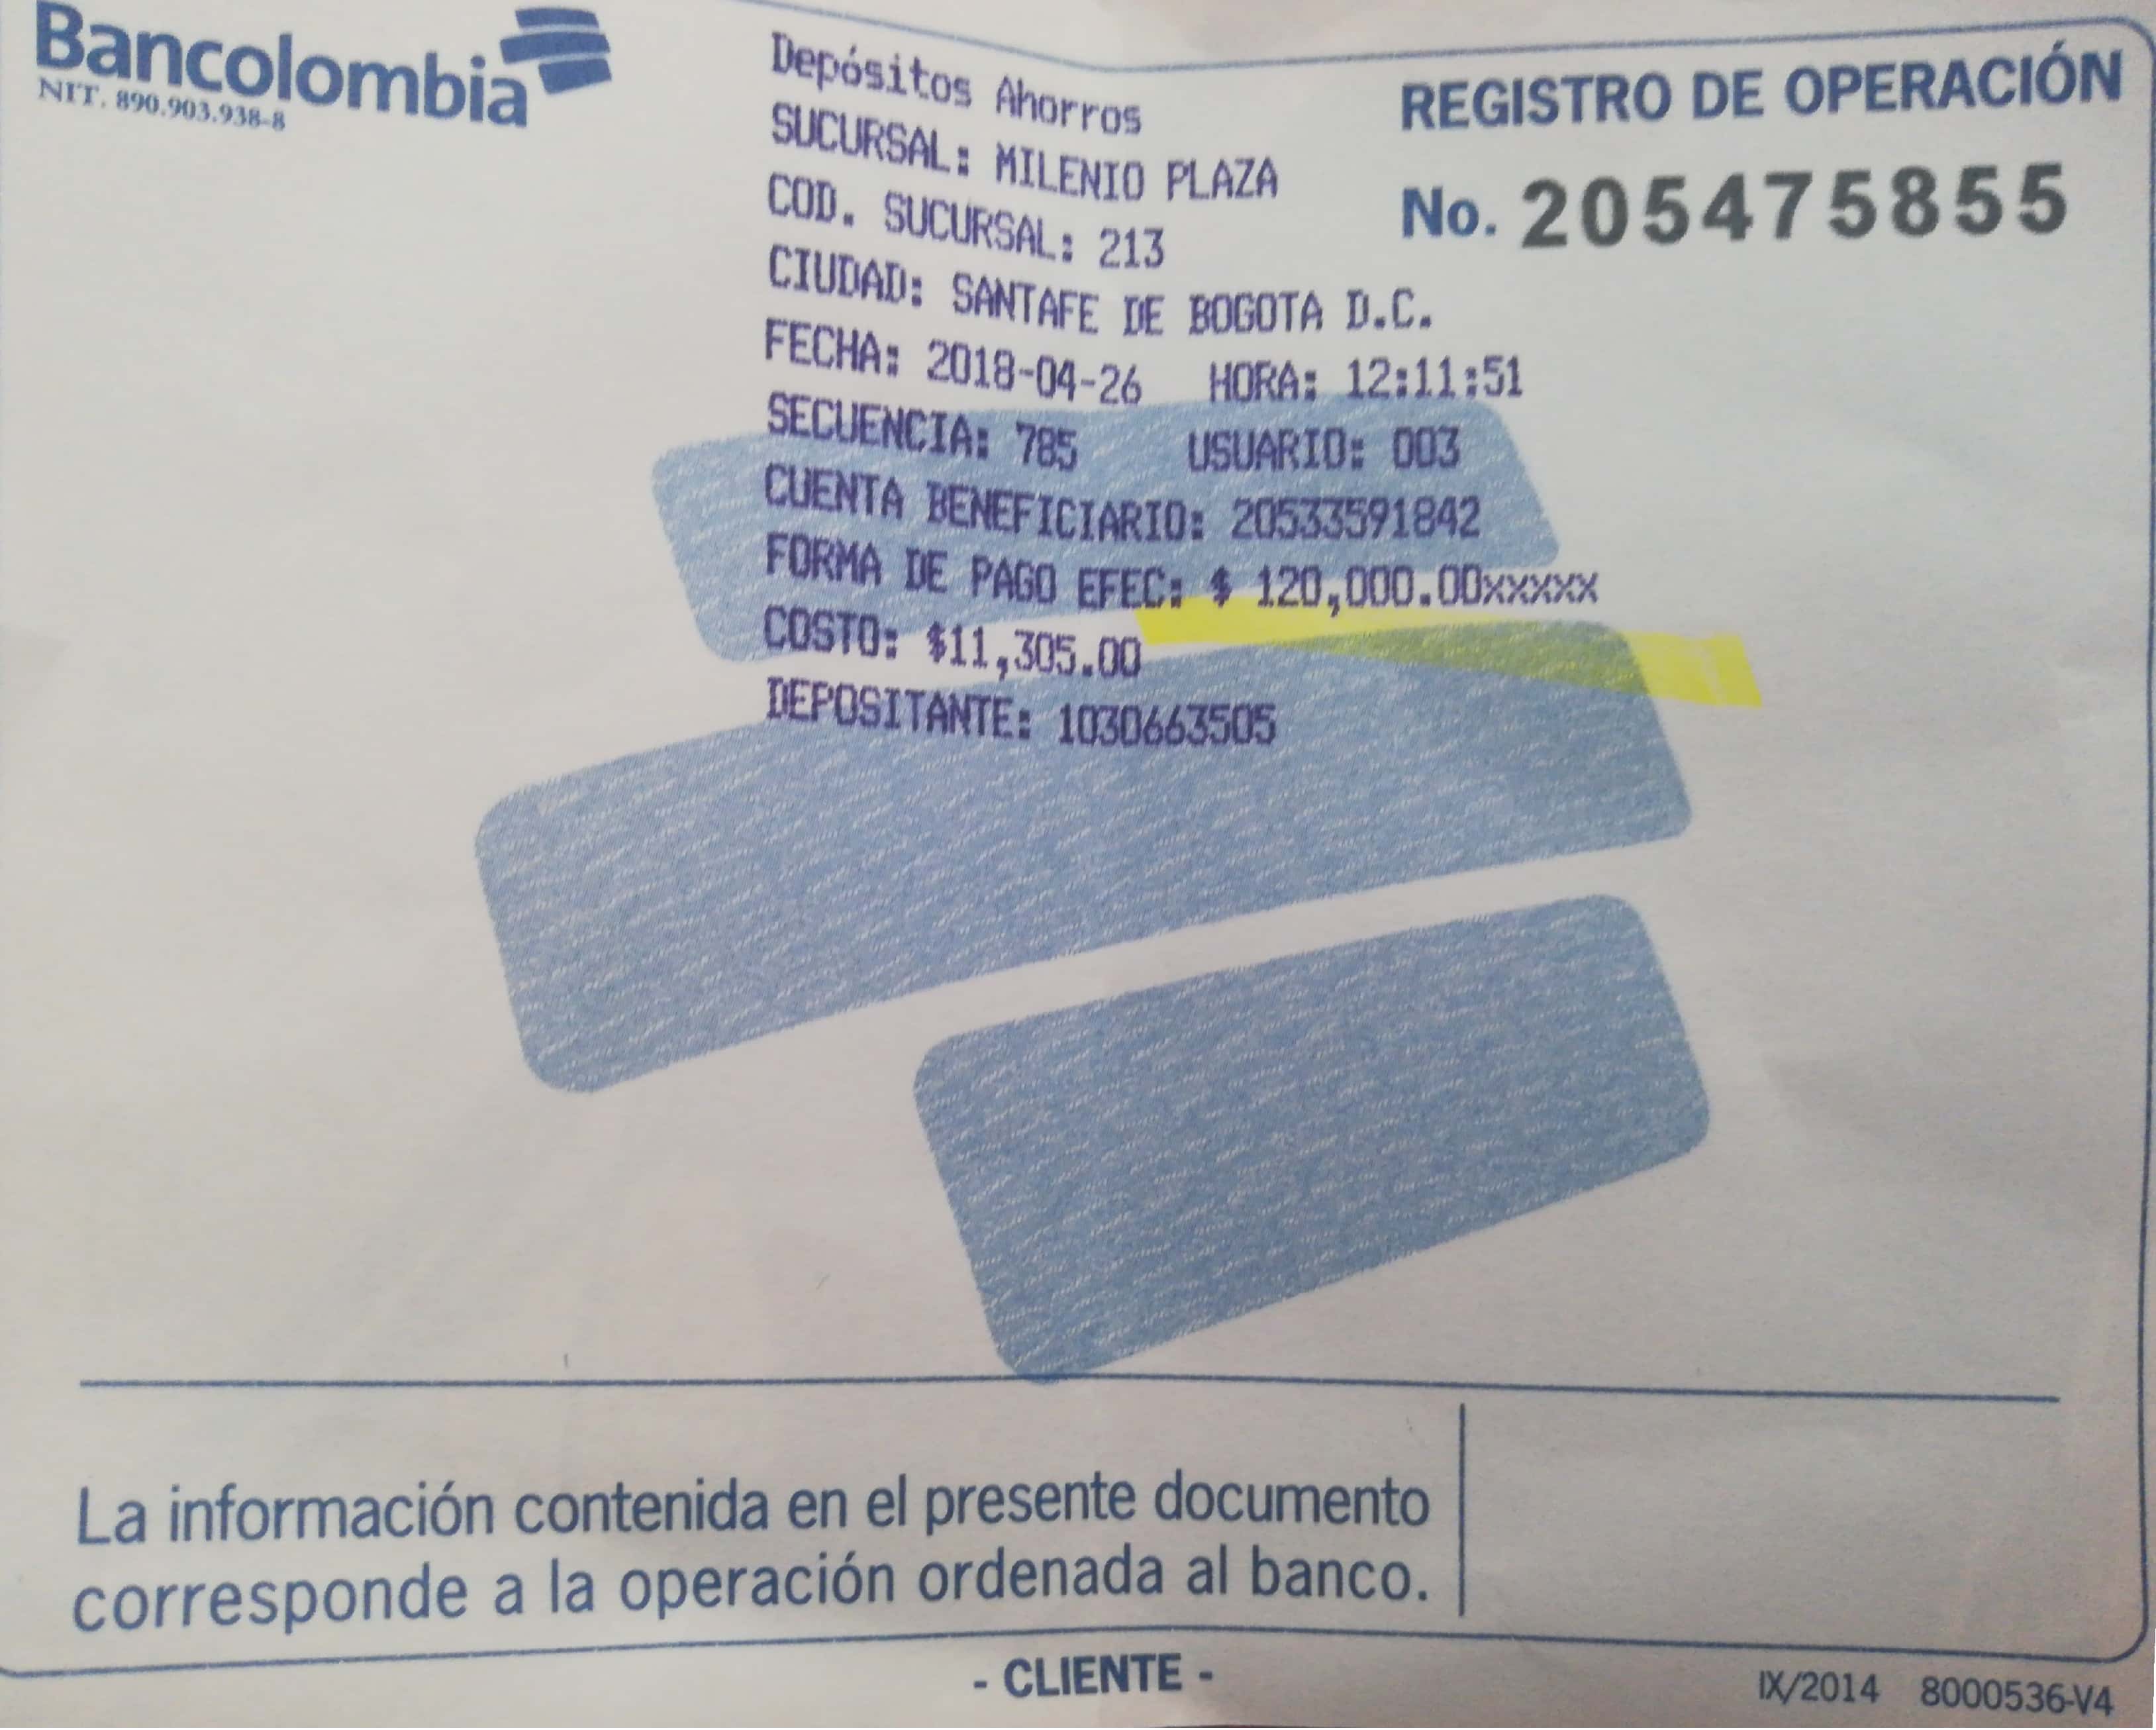 Bancolombia
NIT. 890.903.938-8
Depósitos Ahorros
SUCURSAL: MILENIO PLAZA
COD. SUCURSAL: 213
CIUDAD: SANTAFE DE BOGOTA D.C.
FECHA: 2018-04-26 HORA: 12:11:51
SECUENCIA: 785 USUARIO: 003
CUENTA BENEFICIARIO: 20533591842
FORMA DE PAGO EFEC: $ 120,000.00xxxxx
COSTO: $11,305.00
DEPOSITANTE: 1030663505
REGISTRO DE OPERACIÓN
No. 205475855
La información contenida en el presente documento
corresponde a la operación ordenada al banco.
- CLIENTE -
IX/2014 8000536-V4